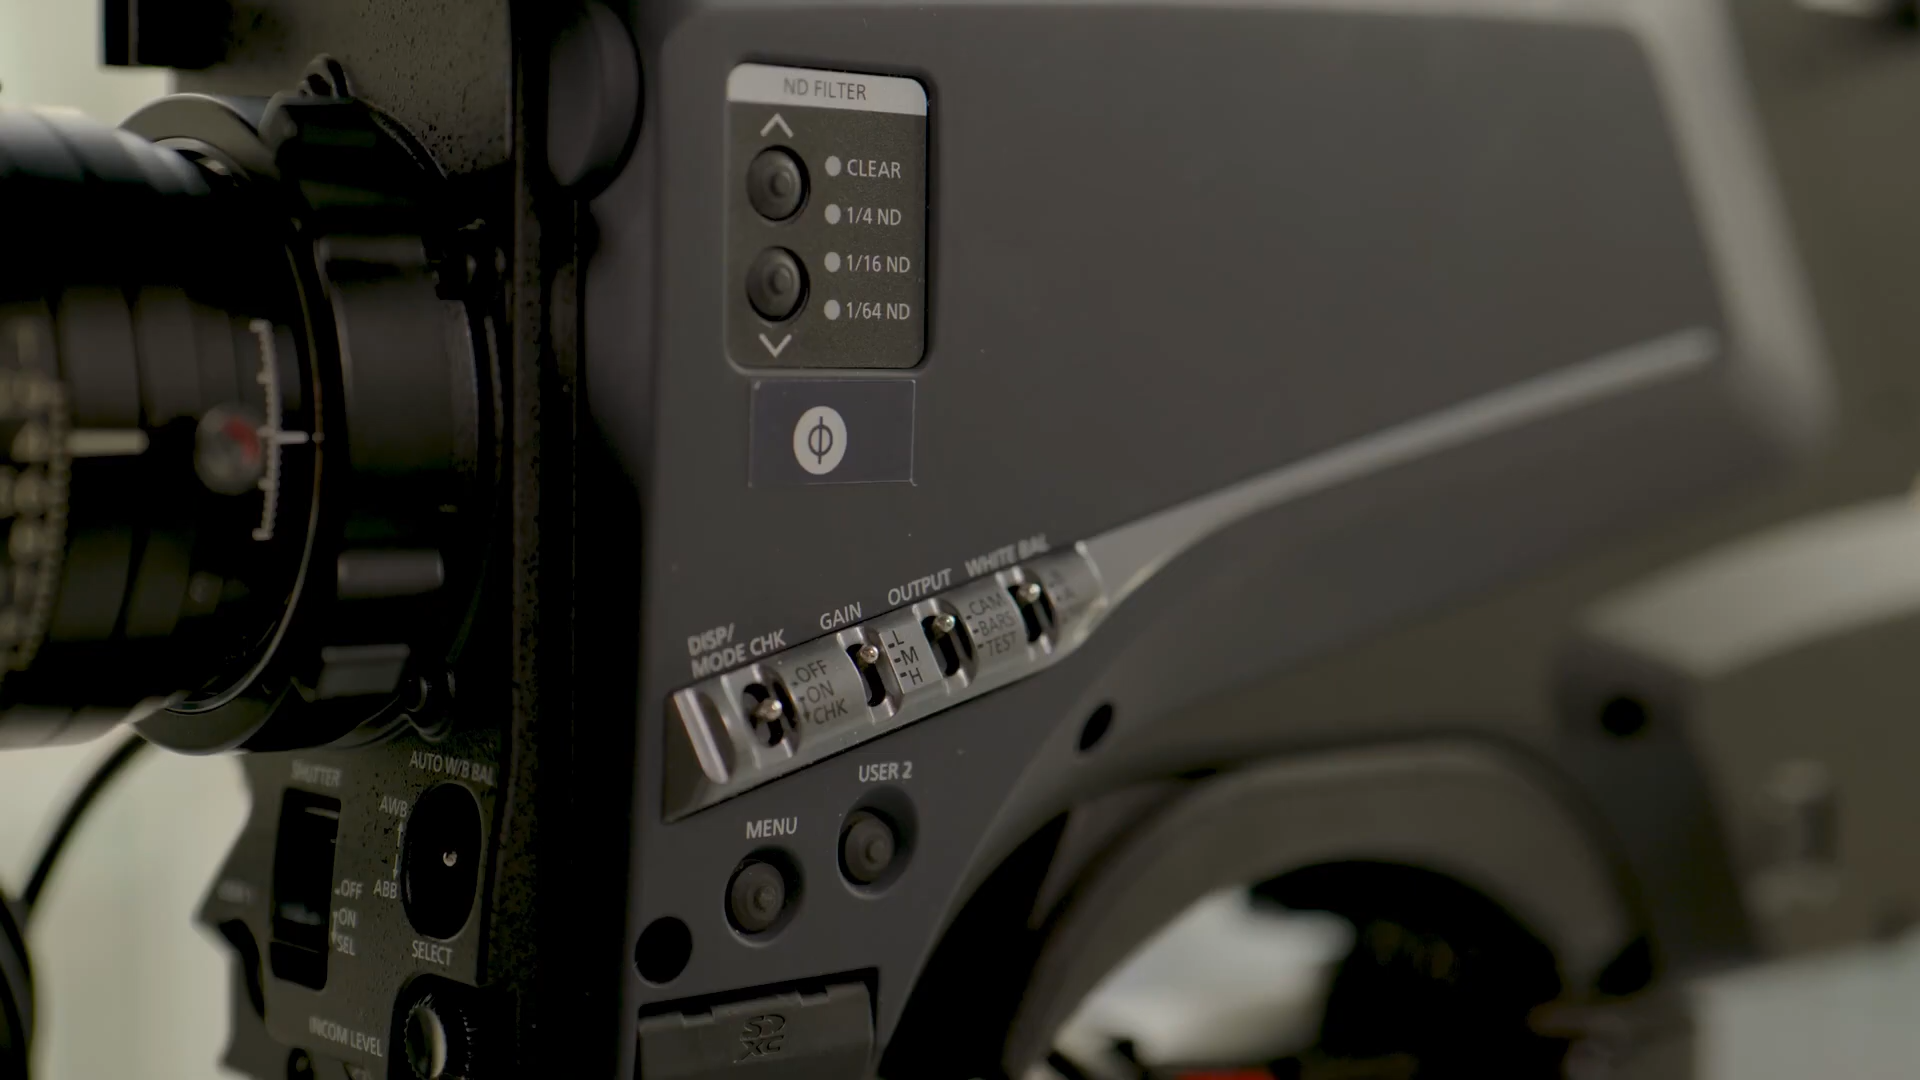 ND FILTER
CLEAR
1/4 ND
1/16 ND
1/64 ND
WHITE BAL
OUTPUT
GAIN
DISP/
MODE CHK
OFF
ON
CHK
L
M
H
CAM
BARS
TEST
USER 2
MENU
SHUTTER
OFF
ON
SEL
AUTO W/B BAL
AWB
ABB
SELECT
INCOM LEVEL
SD
XC